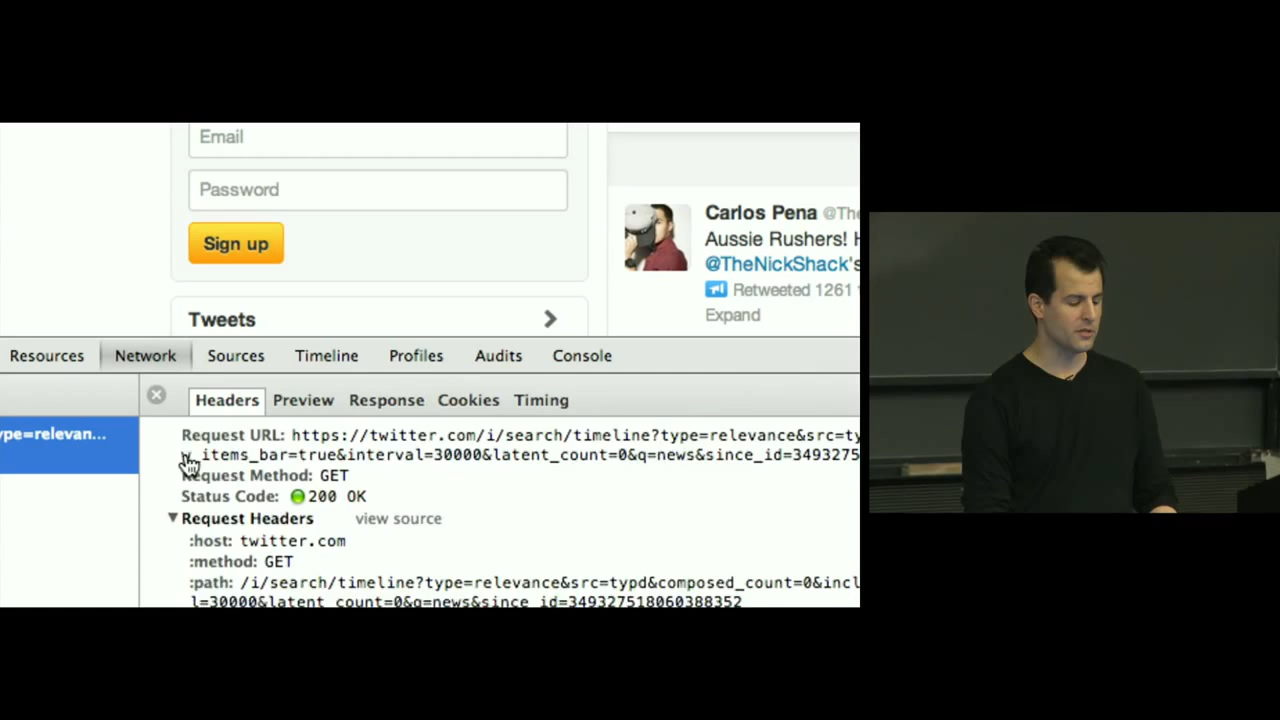 Email
Password
Sign up
Tweets
Carlos Pena @The
Aussie Rushers! H
@TheNickShack's
Retweeted 1261
Expand
Resources Network Sources Timeline Profiles Audits Console
Headers Preview Response Cookies Timing
ype=relevan...
Request URL: https://twitter.com/i/search/timeline?type=relevance&src=ty
_items_bar=true&interval=30000&latent_count=0&q=news&since_id=3493275
Request Method: GET
Status Code: 200 OK
Request Headers view source
:host: twitter.com
:method: GET
:path: /i/search/timeline?type=relevance&src=typd&composed_count=0&incl
l=30000&latent_count=0&q=news&since_id=349327518060388352